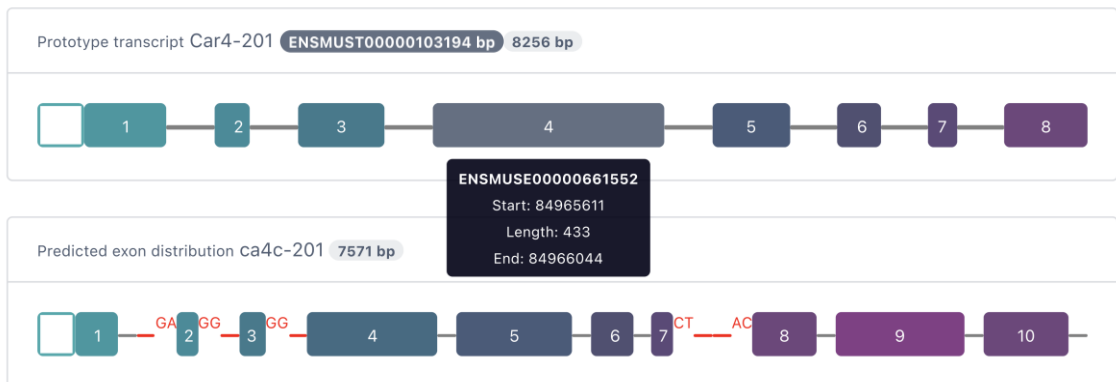 Prototype transcript Car4-201 ENSMUST00000103194 bp 8256 bp
1 2 3 4 5 6 7 8
ENSMUSE00000661552
Start: 84965611
Length: 433
End: 84966044
Predicted exon distribution ca4c-201 7571 bp
1 GA 2 GG 3 GG 4 5 6 7 CT AC 8 9 10